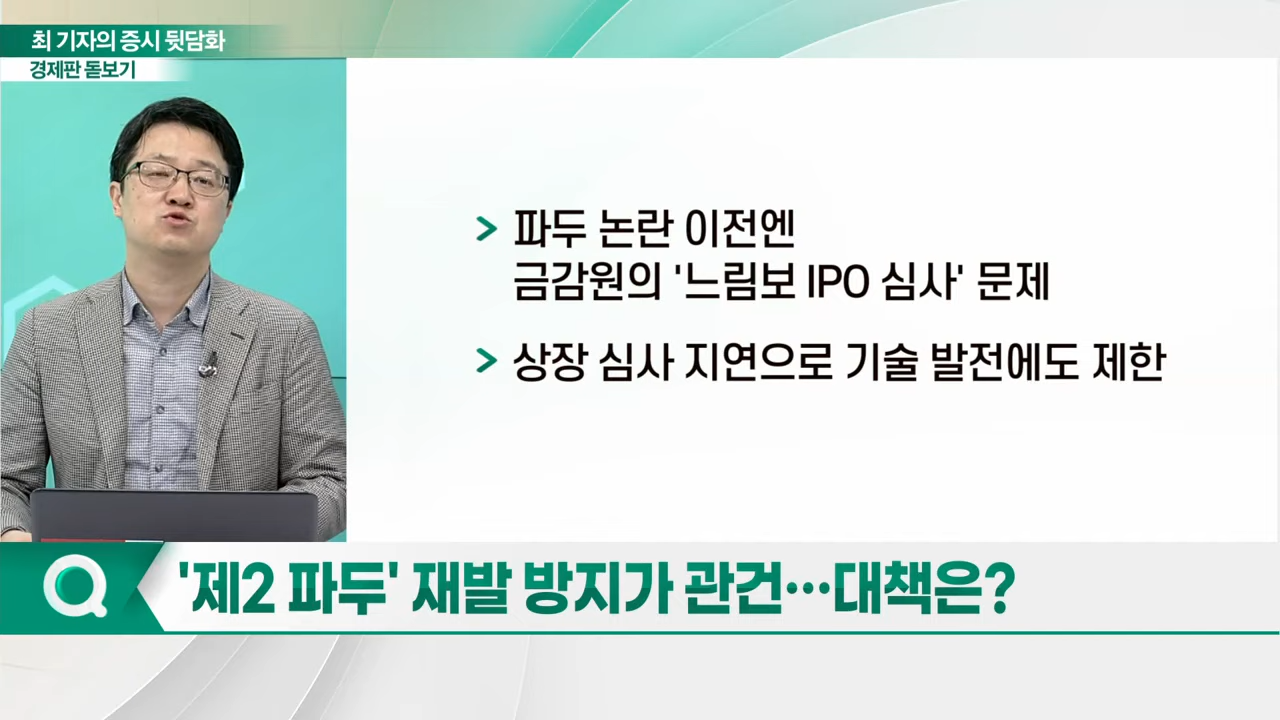 최 기자의 증시 뒷담화
경제판 돋보기
> 파두 논란 이전엔
금감원의 '느림보 IPO 심사' 문제
> 상장 심사 지연으로 기술 발전에도 제한
'제2 파두' 재발 방지가 관건…대책은?